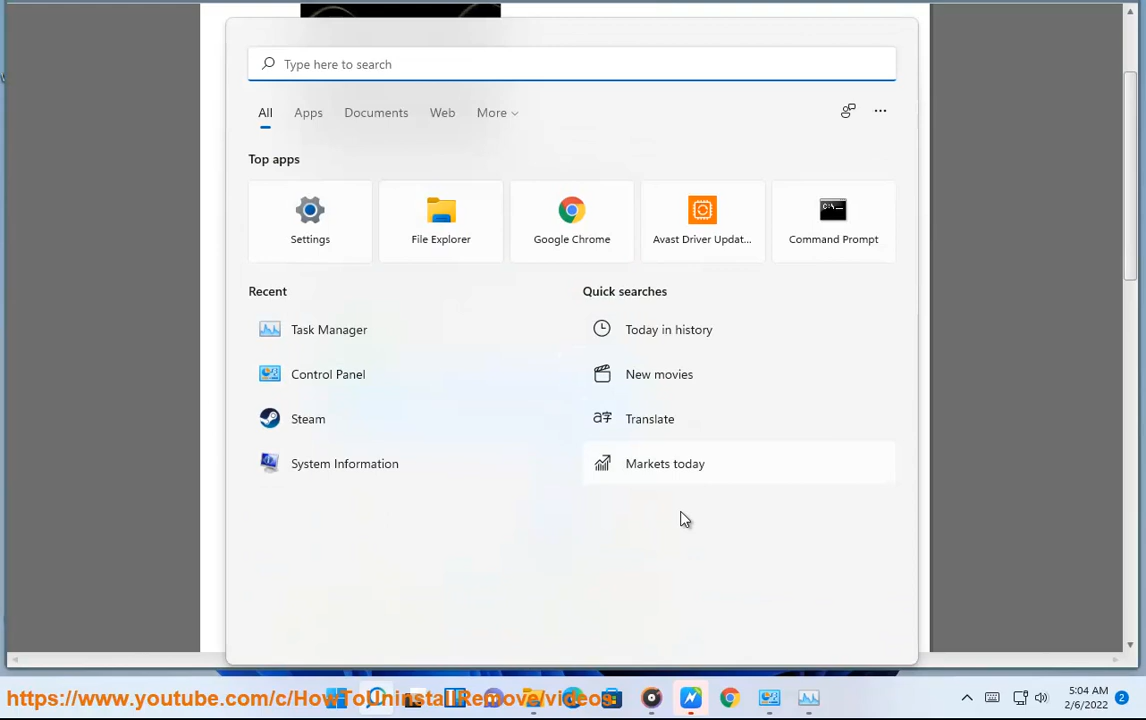 Type here to search
All Apps Documents Web More
Top apps
Settings File Explorer Google Chrome Avast Driver Updat... Command Prompt
Recent Quick searches
Task Manager Today in history
Control Panel New movies
Steam Translate
System Information Markets today
https://www.youtube.com/c/HowToUninstallRemove/videos
5:04 AM
2/6/2022 2